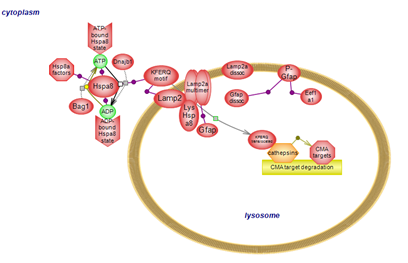 cytoplasm
ATP-
bound
Hspa8
state
Dnajb1
ATP
Hsp8a
factors
Hspa8
KFERQ
motif
Bag1
ADP
ADP-
bound
Hspa8
state
Lamp2
Lamp2a
multimer
Lys
Hsp
a8
Gfap
Lamp2a
dissoc
P-
Gfap
Gfap
dissoc
Eef1
a1
cathepsins
CMA
targets
CMA target degradation
lysosome